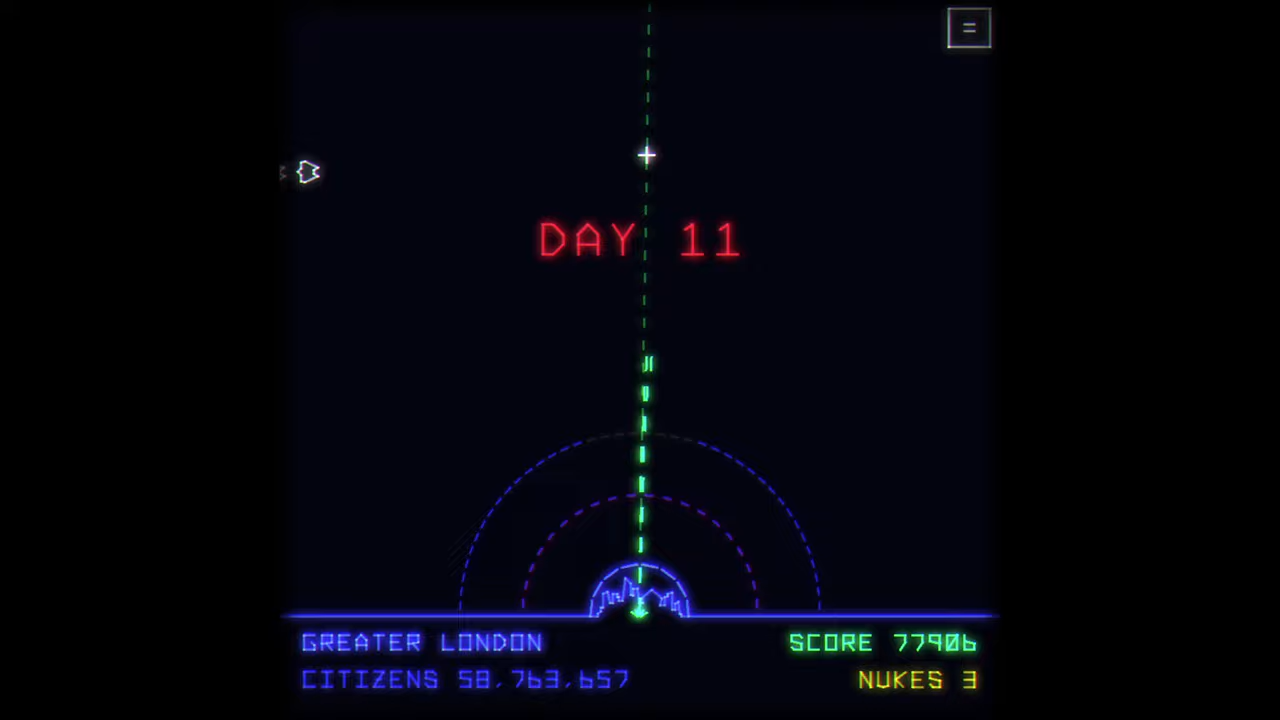 DAY 11
GREATER LONDON
SCORE 77906
CITIZENS 58,763,657
NUKES 3